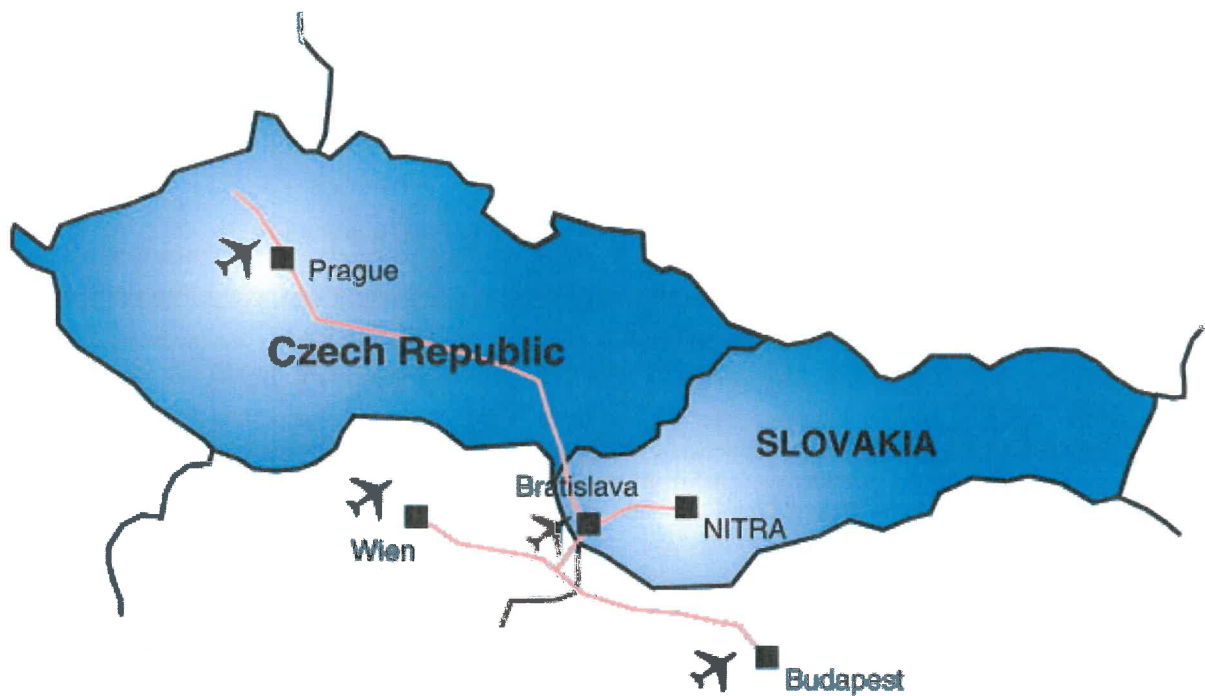 Prague
Czech Republic
SLOVAKIA
Bratislava
NITRA
Wien
Budapest